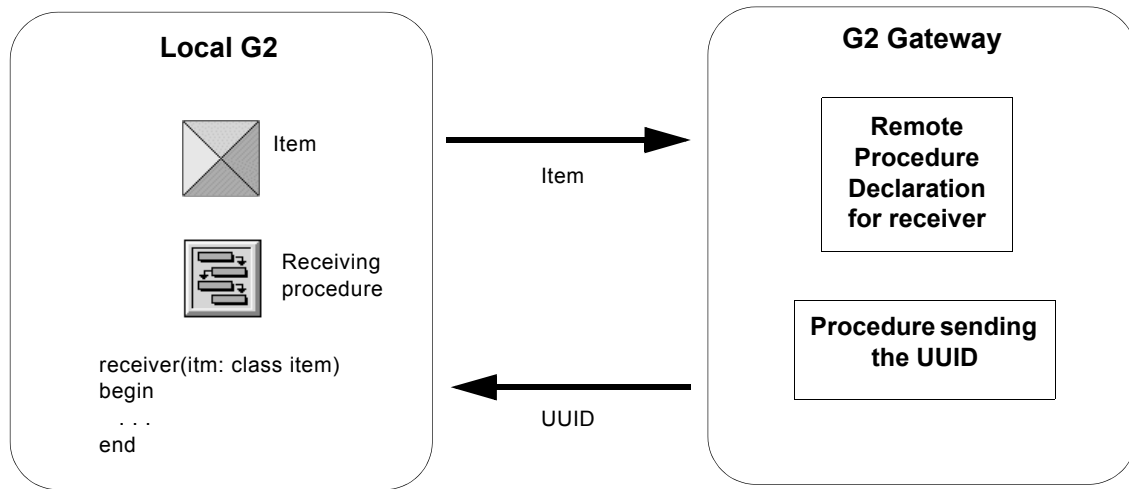 Local G2
Item
Receiving
procedure
receiver(itm: class item)
begin
. . .
end
Item
UUID
G2 Gateway
Remote
Procedure
Declaration
for receiver
Procedure sending
the UUID